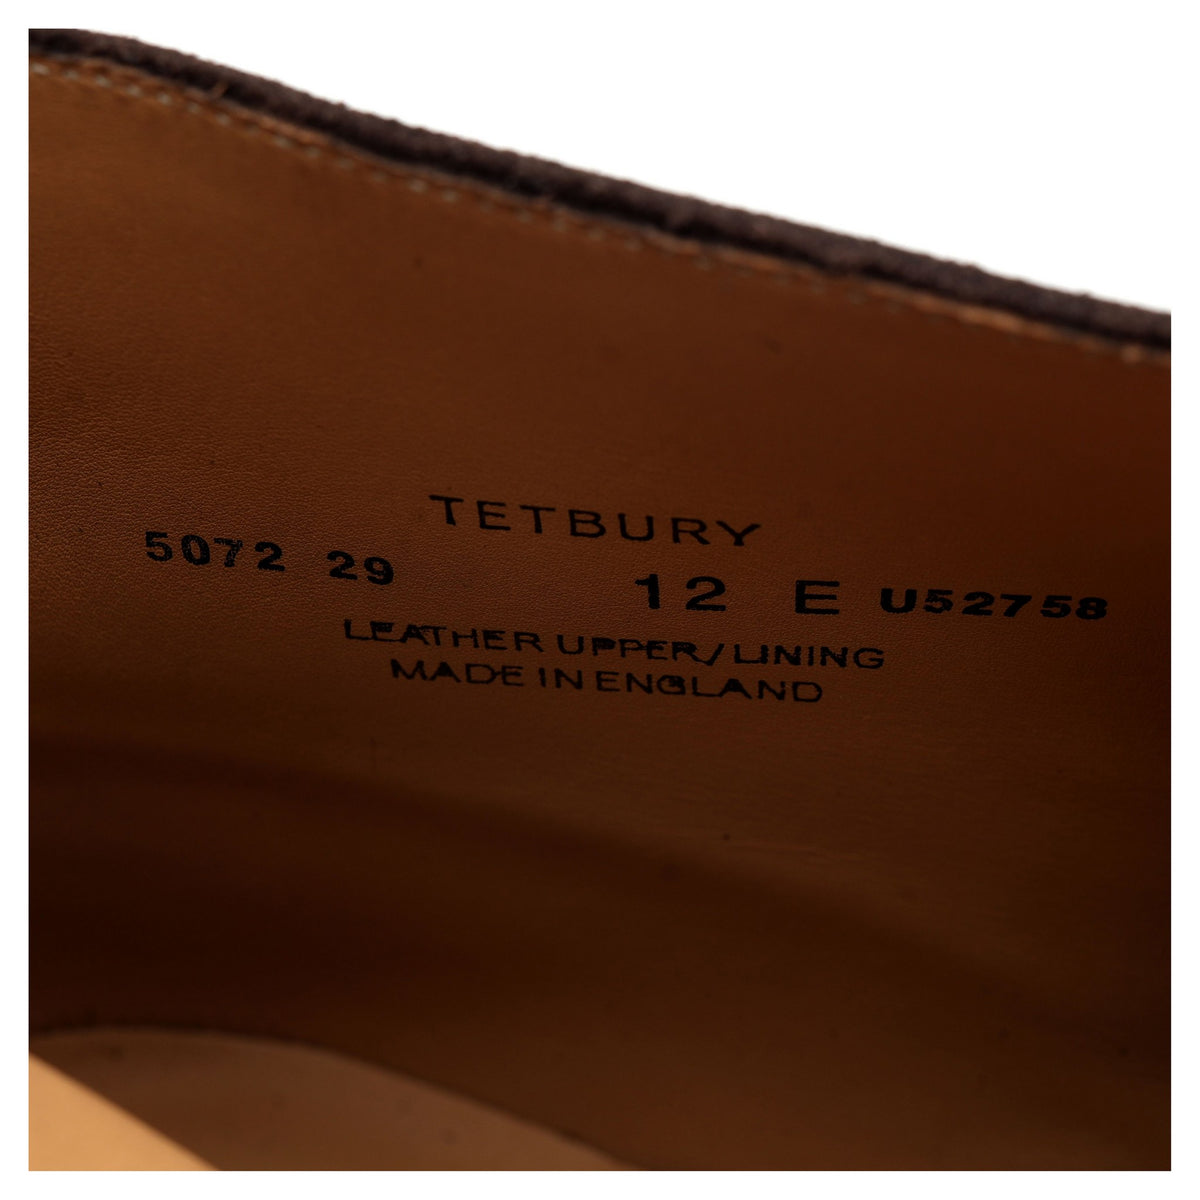 TETBURY
5072 29 12 E U52758
LEATHER UPPER/LINING
MADE IN ENGLAND